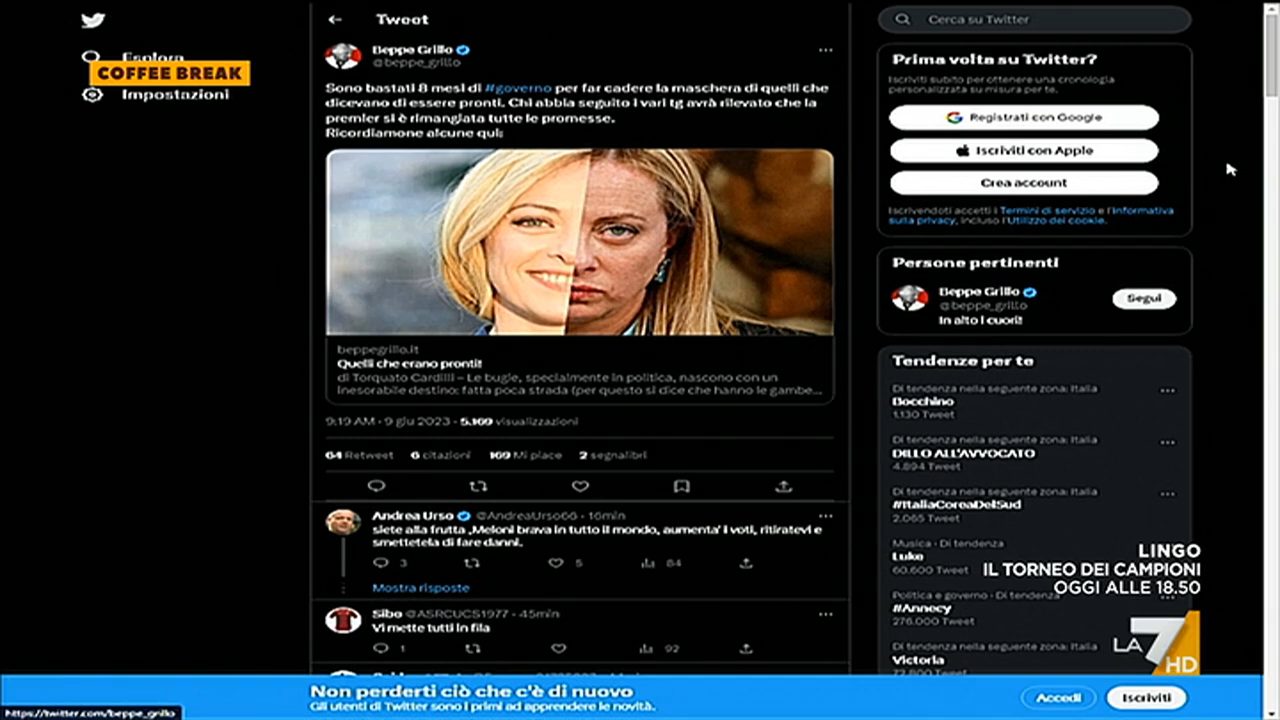 Tweet
Cerca su Twitter
Esplora
COFFEE BREAK
Impostazioni
Beppe Grillo
@beppe_grillo
Sono bastati 8 mesi di #governo per far cadere la maschera di quelli che
dicevano di essere pronti. Chi abbia seguito i vari tg avrà rilevato che la
premier si è rimangiata tutte le promesse.
Ricordiamone alcune qui:
beppegrillo.it
Quelli che erano pronti!
di Torquato Cardilli – Le bugie, specialmente in politica, nascono con un
inesorabile destino: fatta poca strada (per questo si dice che hanno le gambe...
9:19 AM · 9 giu 2023 · 5.169 visualizzazioni
64 Retweet 6 citazioni 169 Mi piace 2 segnalibri
Andrea Urso @AndreaUrso66 · 16min
siete alla frutta ,Meloni brava in tutto il mondo, aumenta' i voti, ritiratevi e
smettetela di fare danni.
3 5 84
Mostra risposte
Sibo @ASRCUCS1977 · 45min
Vi mette tutti in fila
1 92
Prima volta su Twitter?
Iscriviti subito per ottenere una cronologia
personalizzata su misura per te.
Registrati con Google
Iscriviti con Apple
Crea account
Iscrivendoti accetti i Termini di servizio e l'Informativa
sulla privacy, incluso l'Utilizzo dei cookie.
Persone pertinenti
Beppe Grillo
@beppe_grillo
Segui
In alto i cuori!
Tendenze per te
Di tendenza nella seguente zona: Italia
Bocchino
1.130 Tweet
Di tendenza nella seguente zona: Italia
DILLO ALL'AVVOCATO
4.894 Tweet
Di tendenza nella seguente zona: Italia
#ItaliaCoreaDelSud
2.065 Tweet
Musica · Di tendenza
Luke
60.600 Tweet
Politica e governo · Di tendenza
#Annecy
276.000 Tweet
Di tendenza nella seguente zona: Italia
Victoria
LINGO
IL TORNEO DEI CAMPIONI
OGGI ALLE 18.50
LA 7 HD
Non perderti ciò che c'è di nuovo
Gli utenti di Twitter sono i primi ad apprendere le novità.
Accedi
Iscriviti
https://twitter.com/beppe_grillo